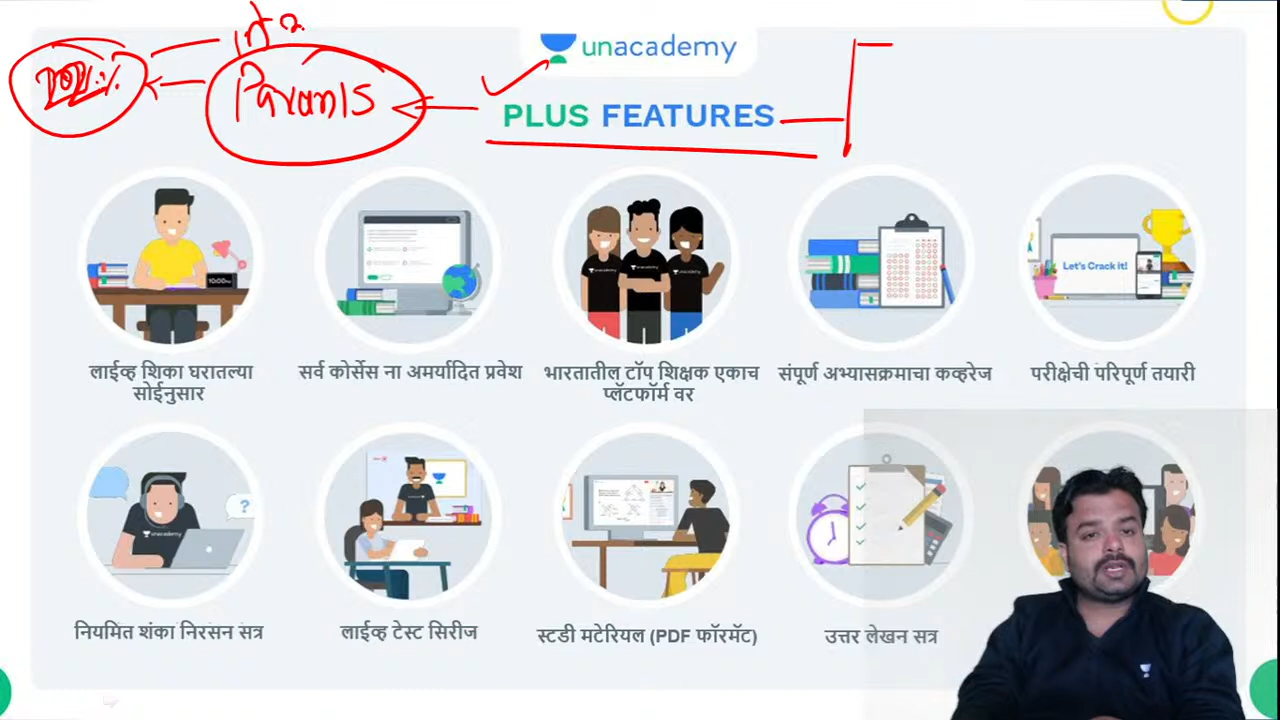 unacademy
PLUS FEATURES
Let's Crack it!
लाईव्ह शिका घरातल्या
सोईनुसार
सर्व कोर्सेस ना अमर्यादित प्रवेश
भारतातील टॉप शिक्षक एकाच
प्लॅटफॉर्म वर
संपूर्ण अभ्यासक्रमाचा कव्हरेज
परीक्षेची परिपूर्ण तयारी
unacademy
?
नियमित शंका निरसन सत्र
लाईव्ह टेस्ट सिरीज
स्टडी मटेरियल (PDF फॉरमॅट)
उत्तर लेखन सत्र